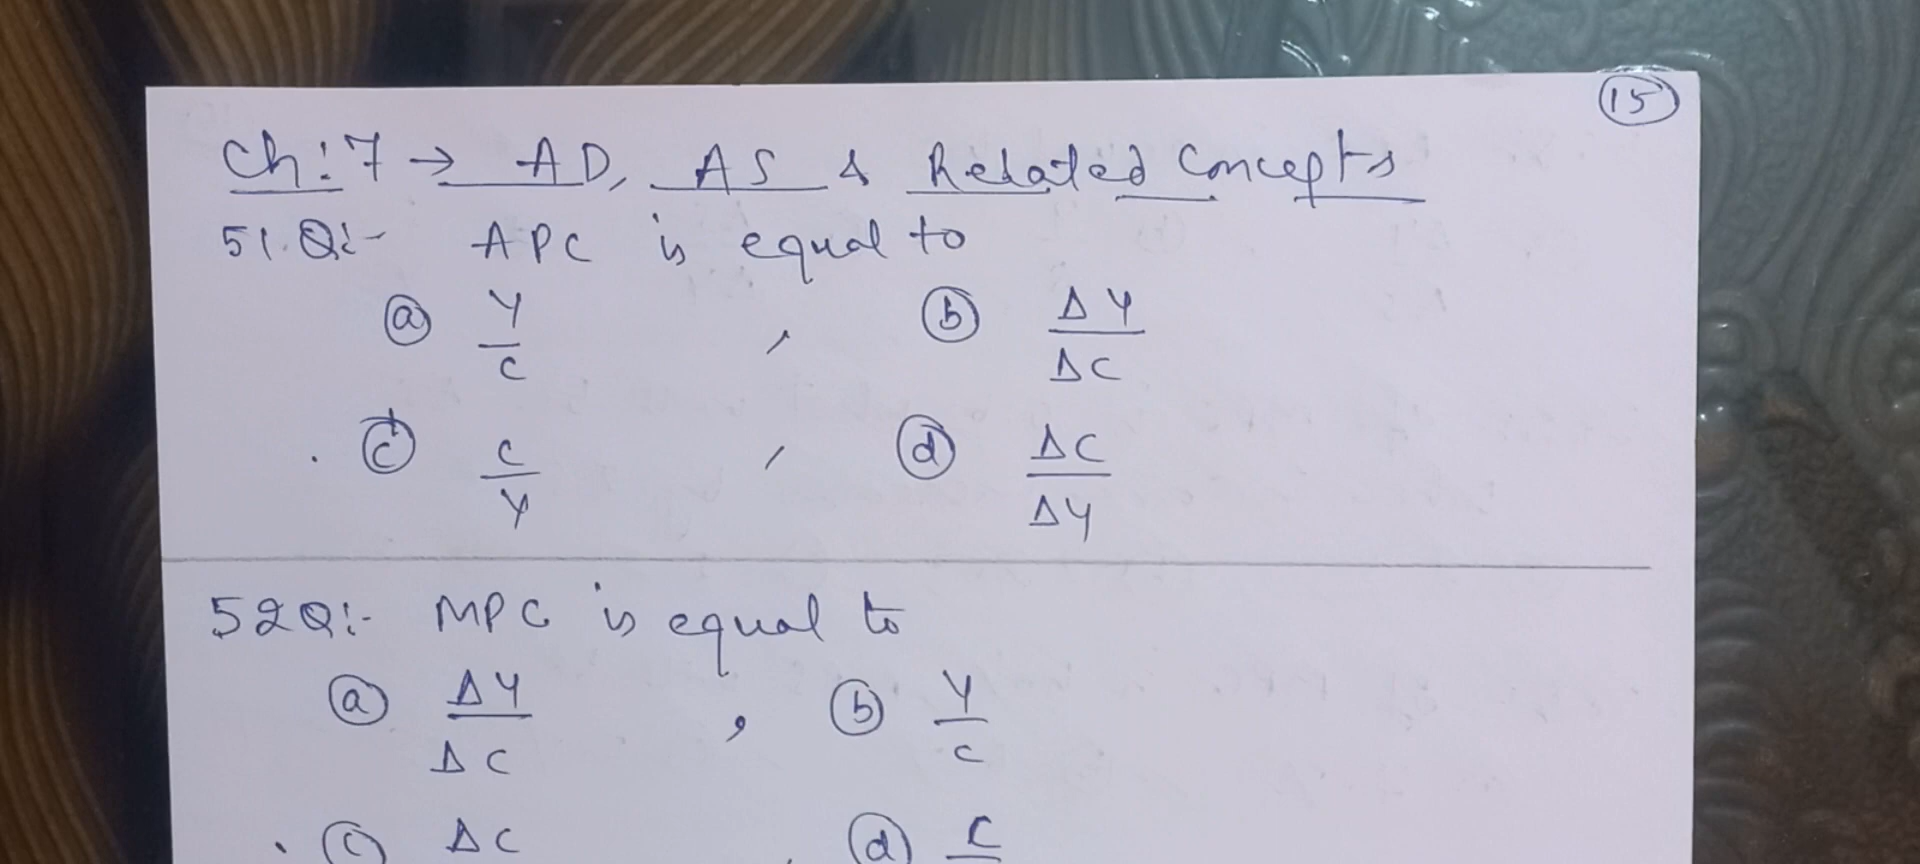 15
Ch:7 → AD, AS & Related Concepts
51.Q:- APC is equal to
(a) Y/C , (b) ΔY/ΔC
(c) C/Y , (d) ΔC/ΔY
52Q:- MPC is equal to
(a) ΔY/ΔC , (b) Y/C
(c) ΔC , (d) C